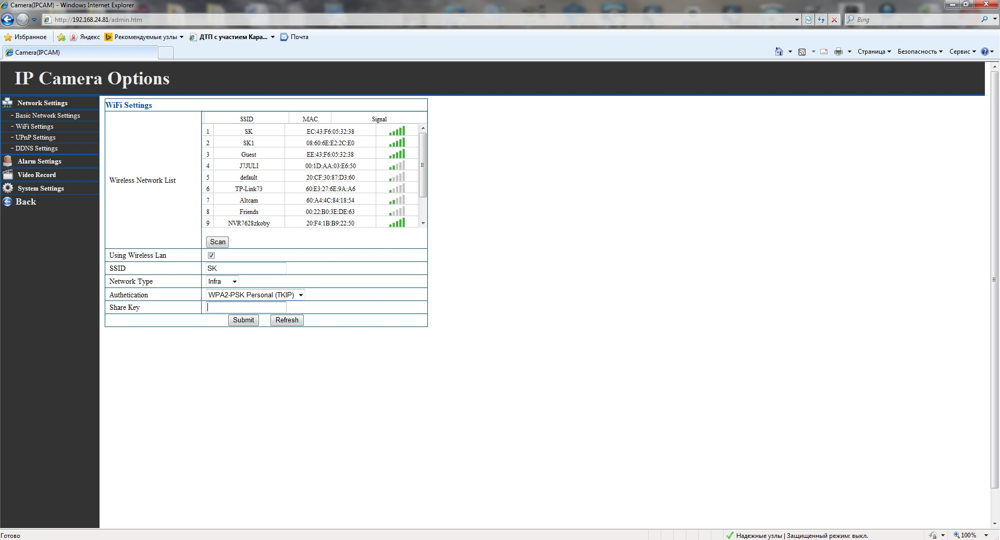 Camera(IPCAM) - Windows Internet Explorer
http://192.168.24.81/admin.htm
Bing
Избранное Яндекс Рекомендуемые узлы ДТП с участием Кара... Почта
Camera(IPCAM)
Страница Безопасность Сервис
IP Camera Options
Network Settings
- Basic Network Settings
- WiFi Settings
- UPnP Settings
- DDNS Settings
Alarm Settings
Video Record
System Settings
Back
WiFi Settings
Wireless Network List
SSID MAC Signal
1 SK EC:43:F6:05:32:38
2 SK1 08:60:6E:E2:2C:E0
3 Guest EE:43:F6:05:32:38
4 J7JULI 00:1D:AA:03:E6:50
5 default 20:CF:30:87:D3:60
6 TP-Link73 60:E3:27:6E:9A:A6
7 Altcam 60:A4:4C:84:18:54
8 Friends 00:22:B0:3E:DE:63
9 NVR7628zkoby 20:F4:1B:B9:22:50
Scan
Using Wireless Lan
SSID SK
Network Type Infra
Authetication WPA2-PSK Personal (TKIP)
Share Key
Submit Refresh
Готово
Надежные узлы | Защищенный режим: выкл.
100%